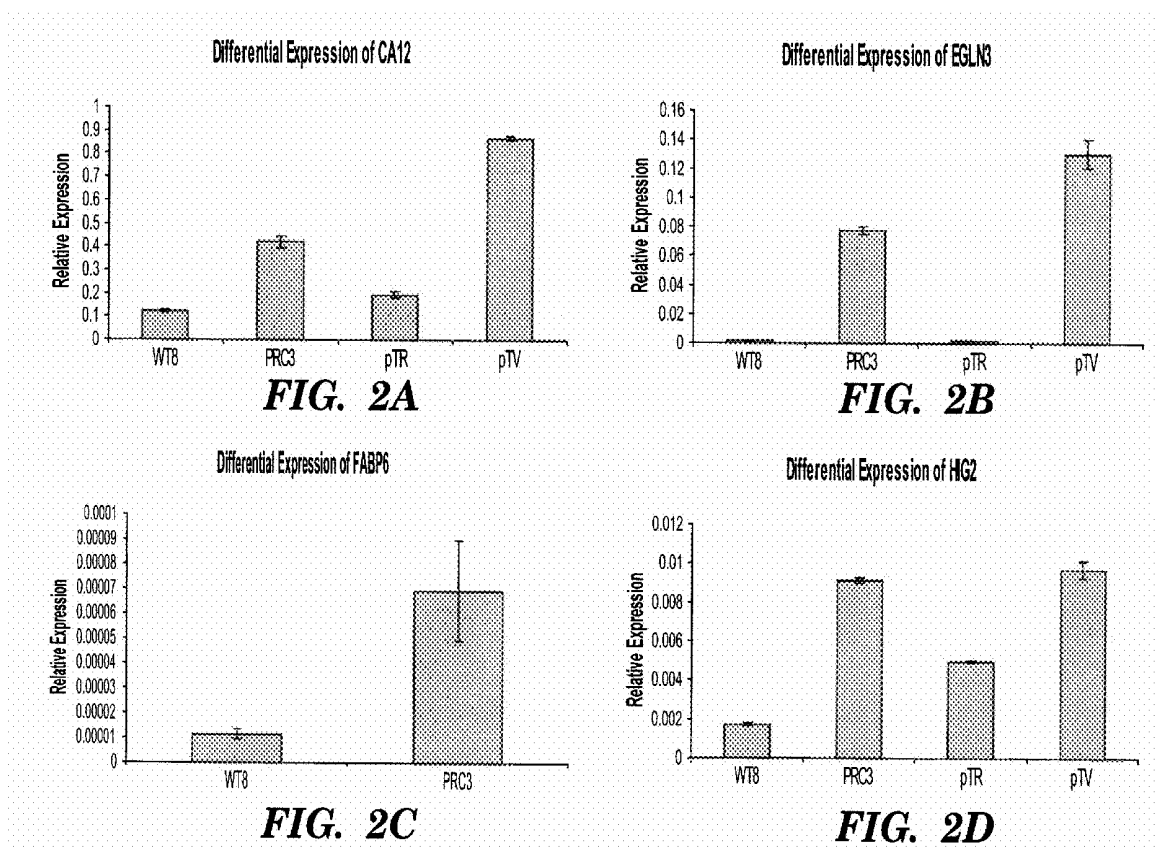 Differential Expression of CA12
Relative Expression
1
0.9
0.8
0.7
0.6
0.5
0.4
0.3
0.2
0.1
0
WT8 PRC3 pTR pTV
FIG. 2A
Differential Expression of EGLN3
Relative Expression
0.16
0.14
0.12
0.1
0.08
0.06
0.04
0.02
0
WT8 PRC3 pTR pTV
FIG. 2B
Differential Expression of FABP6
Relative Expression
0.0001
0.00009
0.00008
0.00007
0.00006
0.00005
0.00004
0.00003
0.00002
0.00001
0
WT8 PRC3
FIG. 2C
Differential Expression of HIG2
Relative Expression
0.012
0.01
0.008
0.006
0.004
0.002
0
WT8 PRC3 pTR pTV
FIG. 2D